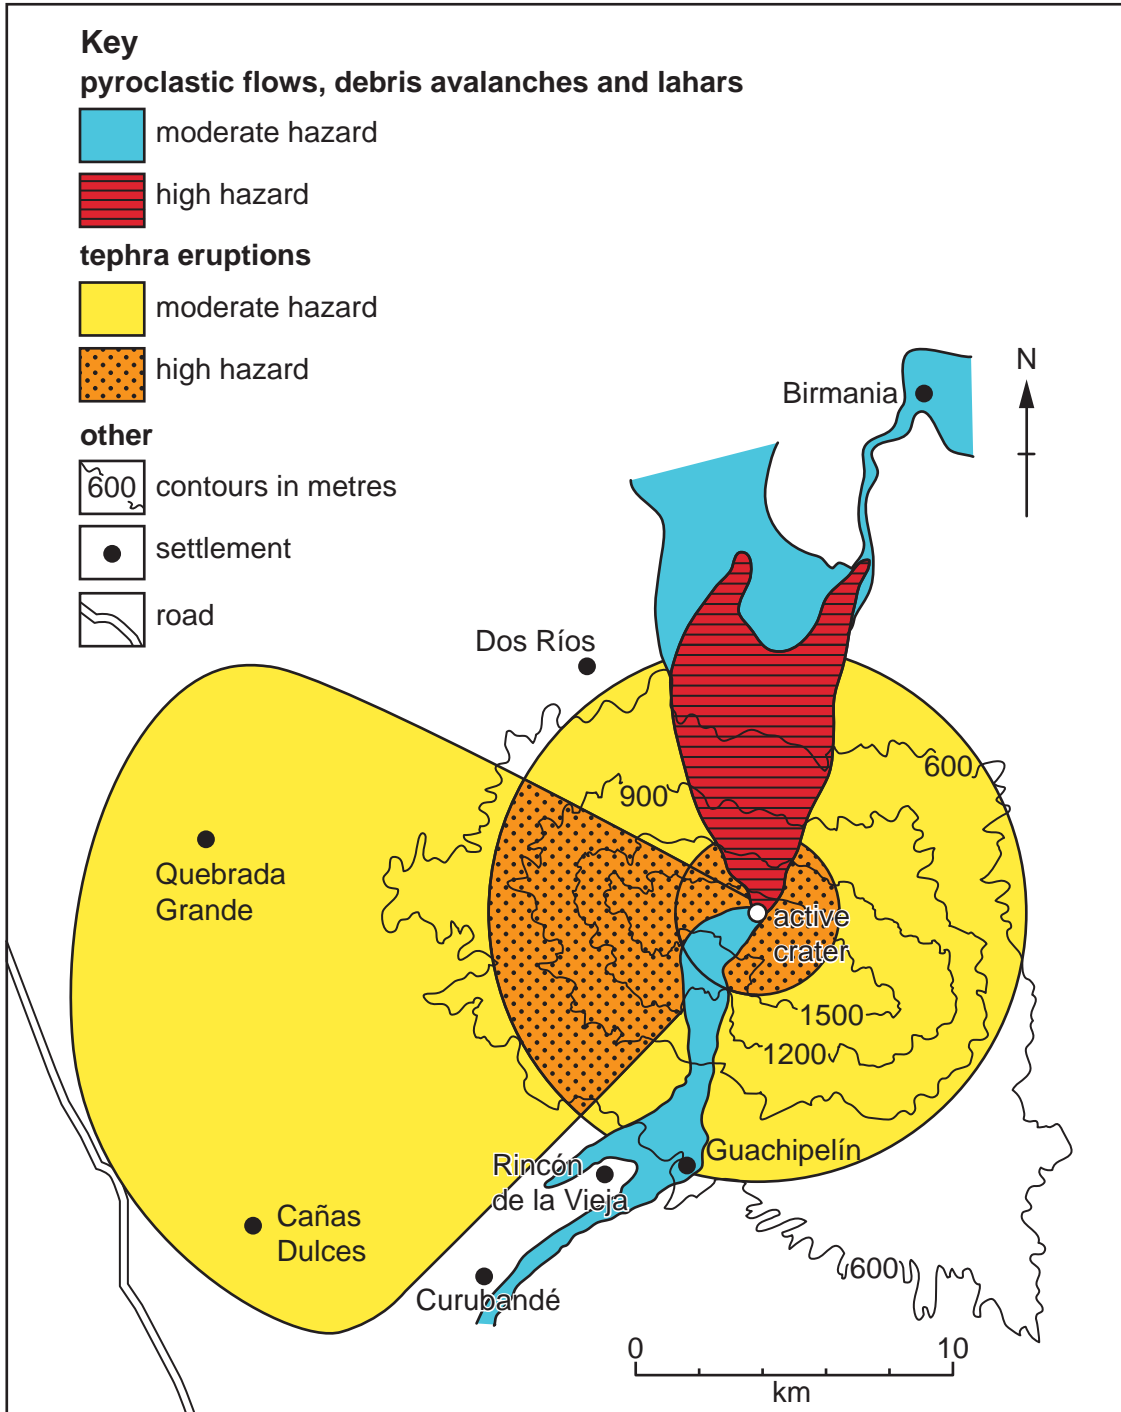 Key
pyroclastic flows, debris avalanches and lahars
moderate hazard
high hazard
tephra eruptions
moderate hazard
high hazard
other
600
contours in metres
settlement
road
N
Birmania
Dos Ríos
600
900
Quebrada
Grande
active
crater
1500
1200
Guachipelín
Rincón
de la Vieja
Cañas
Dulces
Curubandé
600
0 10
km